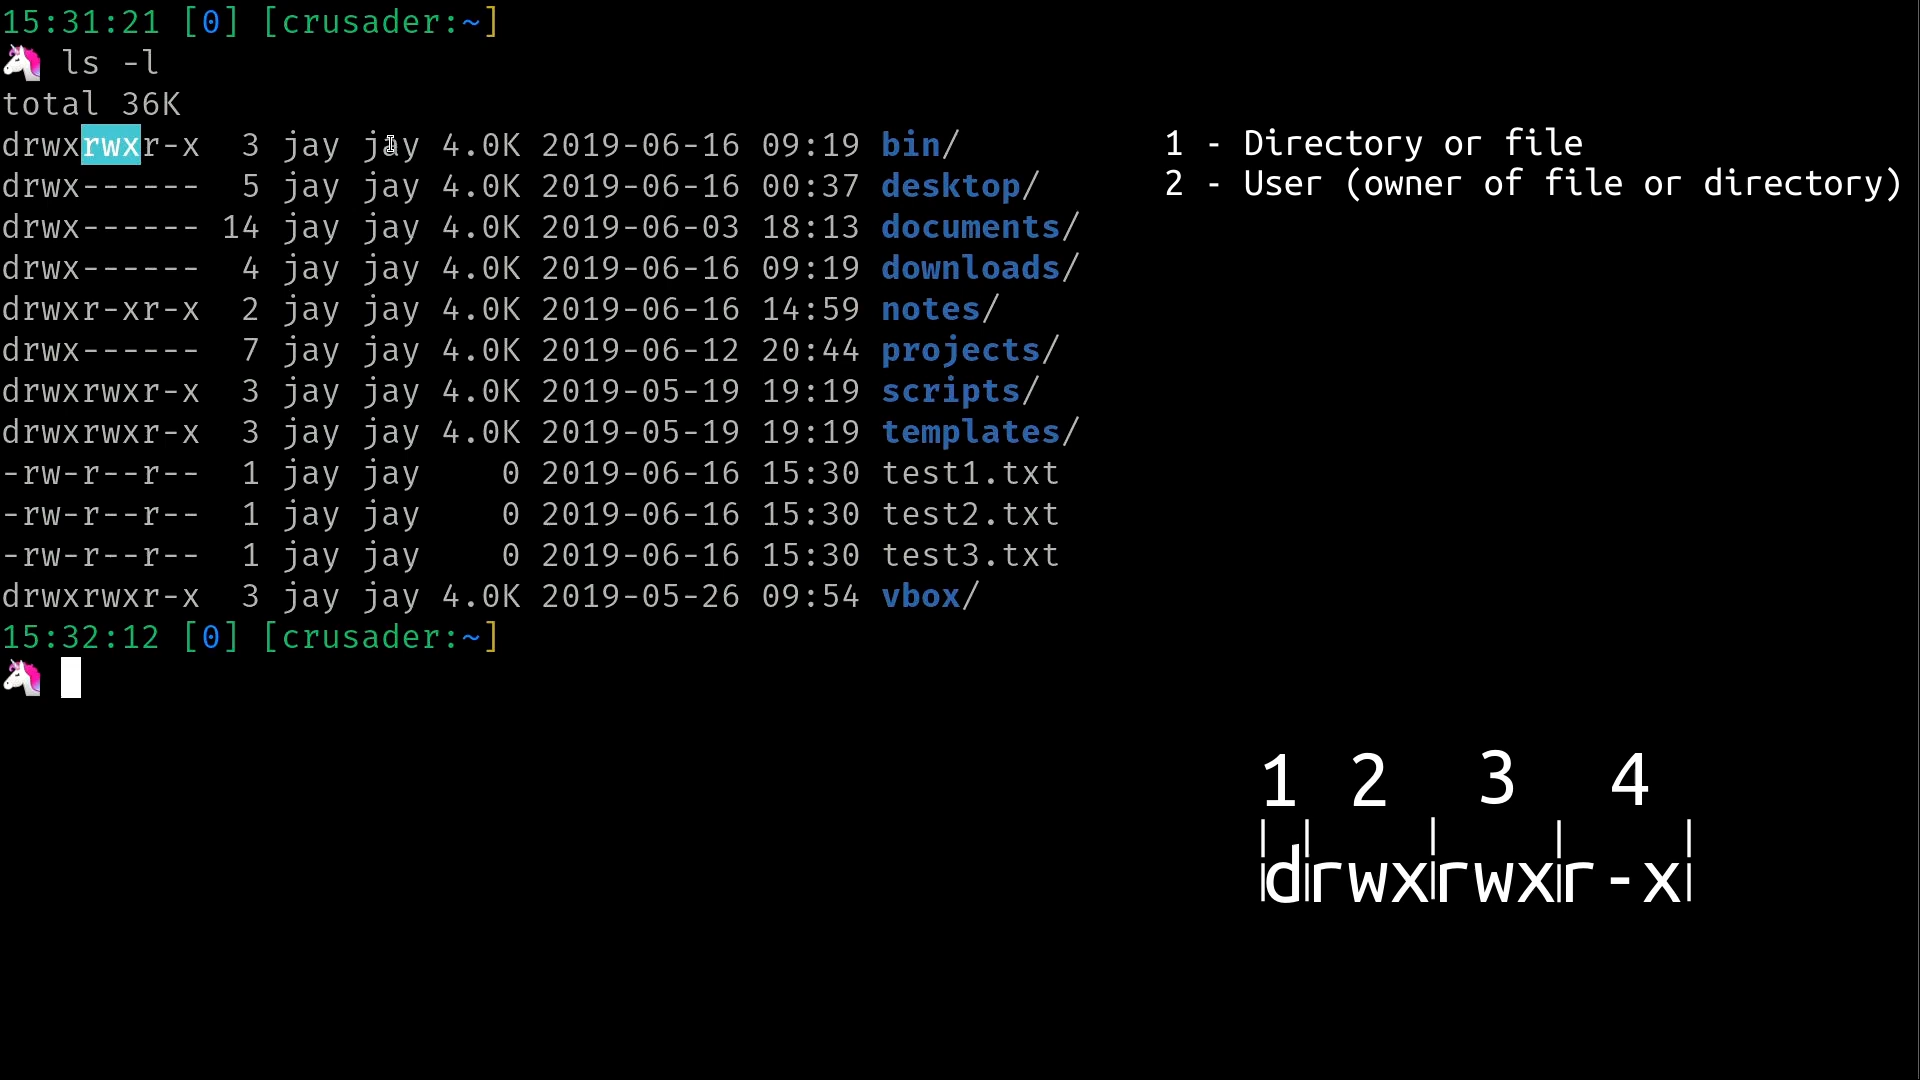 15:31:21 [0] [crusader:~]
🦄 ls -l
total 36K
drwxrwxr-x  3 jay jay 4.0K 2019-06-16 09:19 bin/
drwx------  5 jay jay 4.0K 2019-06-16 00:37 desktop/
drwx------ 14 jay jay 4.0K 2019-06-03 18:13 documents/
drwx------  4 jay jay 4.0K 2019-06-16 09:19 downloads/
drwxr-xr-x  2 jay jay 4.0K 2019-06-16 14:59 notes/
drwx------  7 jay jay 4.0K 2019-06-12 20:44 projects/
drwxrwxr-x  3 jay jay 4.0K 2019-05-19 19:19 scripts/
drwxrwxr-x  3 jay jay 4.0K 2019-05-19 19:19 templates/
-rw-r--r--  1 jay jay    0 2019-06-16 15:30 test1.txt
-rw-r--r--  1 jay jay    0 2019-06-16 15:30 test2.txt
-rw-r--r--  1 jay jay    0 2019-06-16 15:30 test3.txt
drwxrwxr-x  3 jay jay 4.0K 2019-05-26 09:54 vbox/
15:32:12 [0] [crusader:~]
🦄
1 - Directory or file
2 - User (owner of file or directory)
1 2 3 4
|d|rwx|rwx|r-x|